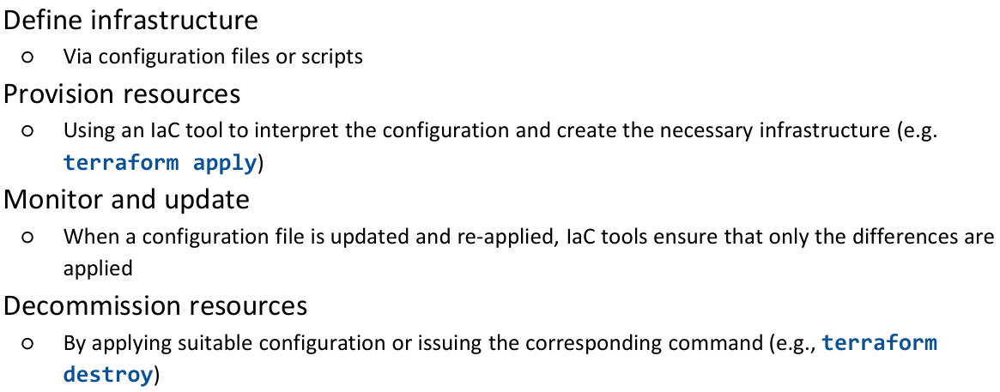 Define infrastructure
○ Via configuration files or scripts
Provision resources
○ Using an IaC tool to interpret the configuration and create the necessary infrastructure (e.g.
terraform apply)
Monitor and update
○ When a configuration file is updated and re-applied, IaC tools ensure that only the differences are
applied
Decommission resources
○ By applying suitable configuration or issuing the corresponding command (e.g., terraform
destroy)